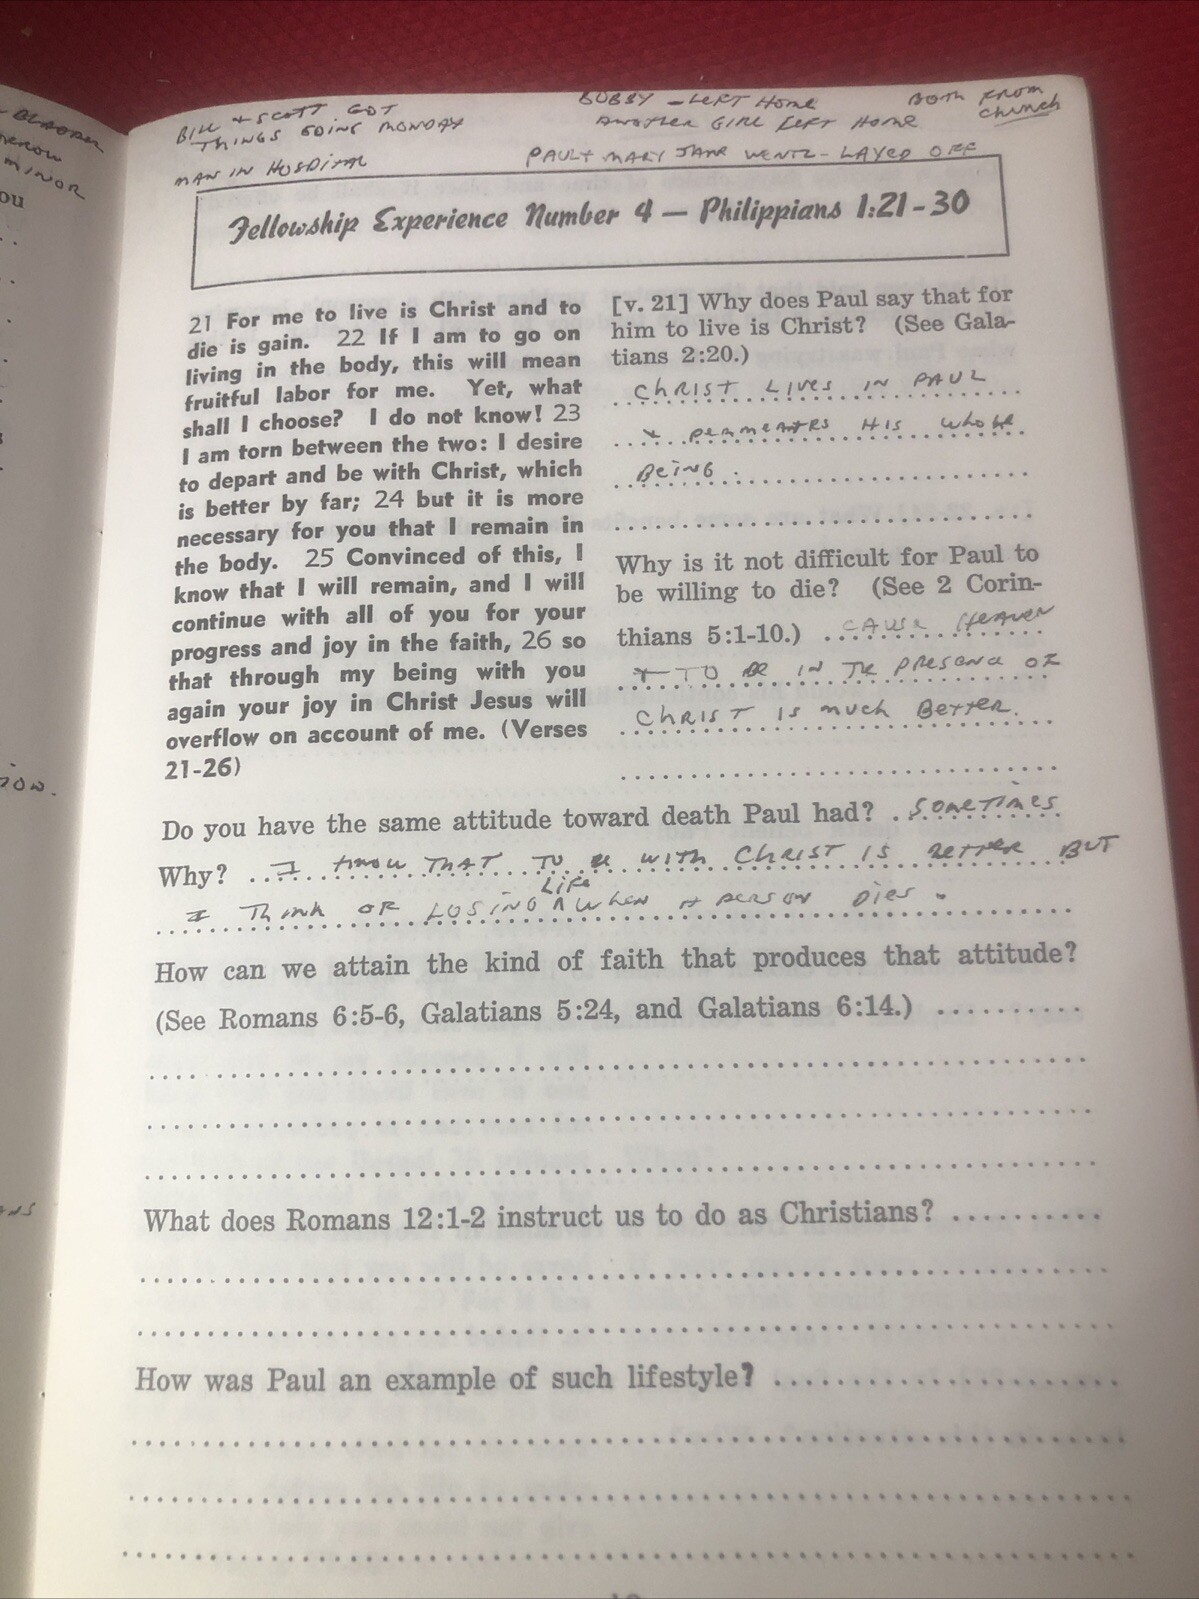 BLADDER
MINOR
ou
ZOW.
BILL + SCOTT GOT
THINGS GOING MONDAY
MAN IN HOSPITAL
BOBBY - LEFT HOME
ANOTHER GIRL LEFT HOME
BOTH FROM
CHURCH
PAUL + MARY JANE WENTZ - LAYED OFF
Fellowship Experience Number 4 — Philippians 1:21-30
21 For me to live is Christ and to
die is gain. 22 If I am to go on
living in the body, this will mean
fruitful labor for me. Yet, what
shall I choose? I do not know! 23
I am torn between the two: I desire
to depart and be with Christ, which
is better by far; 24 but it is more
necessary for you that I remain in
the body. 25 Convinced of this, I
know that I will remain, and I will
continue with all of you for your
progress and joy in the faith, 26 so
that through my being with you
again your joy in Christ Jesus will
overflow on account of me. (Verses
21-26)
[v. 21] Why does Paul say that for
him to live is Christ? (See Gala-
tians 2:20.)
CHRIST LIVES IN PAUL
+ PERMMEATES HIS WHOLE
BEING.
Why is it not difficult for Paul to
be willing to die? (See 2 Corin-
thians 5:1-10.) CAUSE HEAVEN
+ TO BE IN THE PRESENCE OF
CHRIST IS MUCH BETTER.
Do you have the same attitude toward death Paul had? SOMETIMES
Why? I KNOW THAT TO BE WITH CHRIST IS BETTER BUT
LIFE
I THINK OF LOSING ^ WHEN A PERSON DIES.
How can we attain the kind of faith that produces that attitude?
(See Romans 6:5-6, Galatians 5:24, and Galatians 6:14.)
What does Romans 12:1-2 instruct us to do as Christians?
How was Paul an example of such lifestyle?